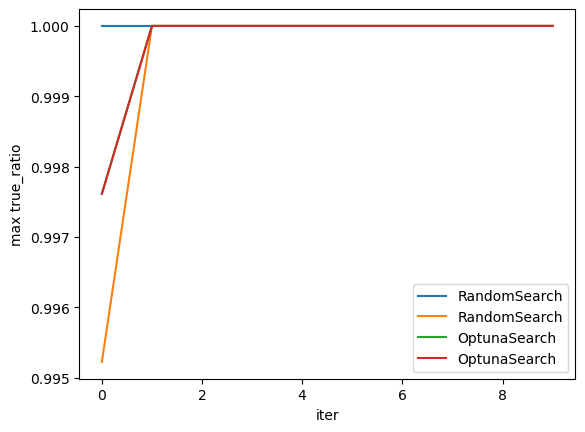 1.000
0.999
0.998
0.997
0.996
0.995
max true_ratio
0 2 4 6 8
iter
RandomSearch
RandomSearch
OptunaSearch
OptunaSearch